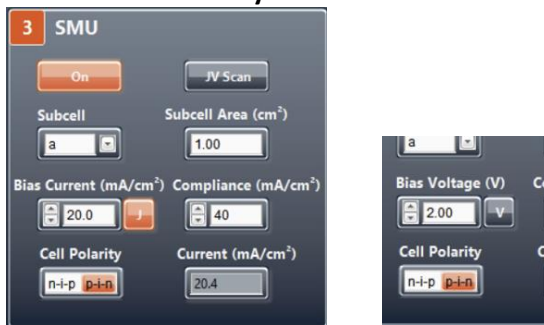 3 SMU
On JV Scan
Subcell Subcell Area (cm²)
a 1.00
Bias Current (mA/cm²) Compliance (mA/cm²)
20.0 J 40
Cell Polarity Current (mA/cm²)
n-i-p p-i-n 20.4
a
Bias Voltage (V) Co
2.00 V
Cell Polarity C
n-i-p p-i-n